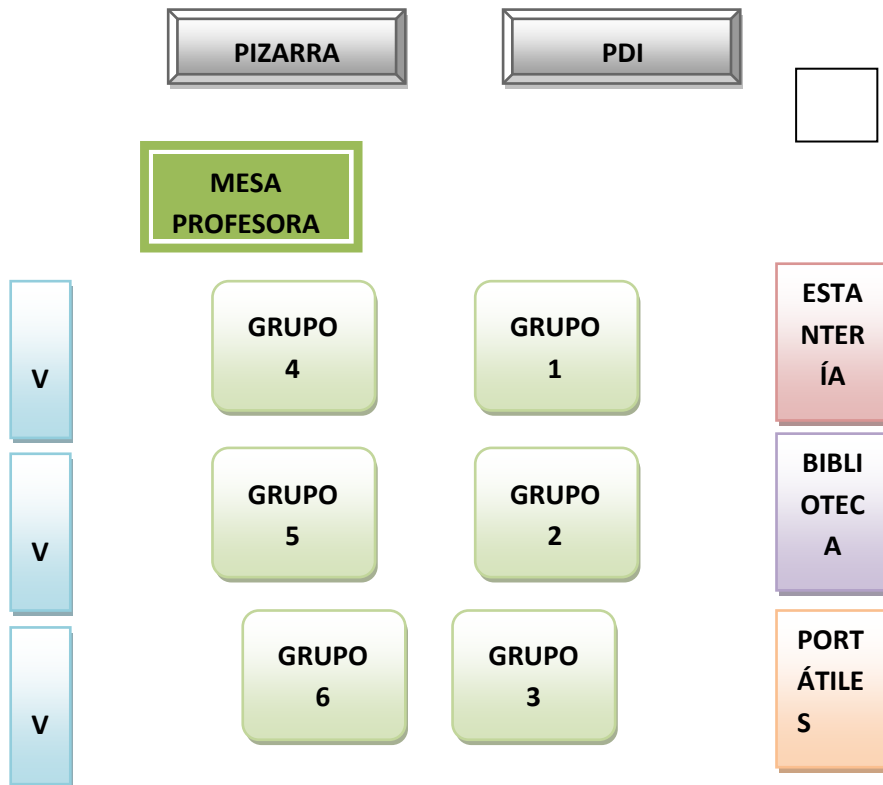 PIZARRA
PDI
MESA
PROFESORA
V
GRUPO
4
GRUPO
1
ESTA
NTER
ÍA
V
GRUPO
5
GRUPO
2
BIBLI
OTEC
A
V
GRUPO
6
GRUPO
3
PORT
ÁTILE
S